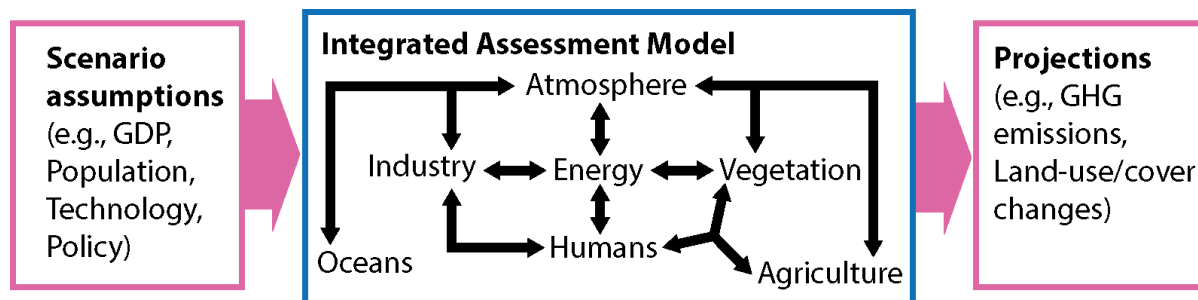 Scenario
assumptions
(e.g., GDP,
Population,
Technology,
Policy)
Integrated Assessment Model
Atmosphere
Industry
Energy
Vegetation
Humans
Oceans
Agriculture
Projections
(e.g., GHG
emissions,
Land-use/cover
changes)